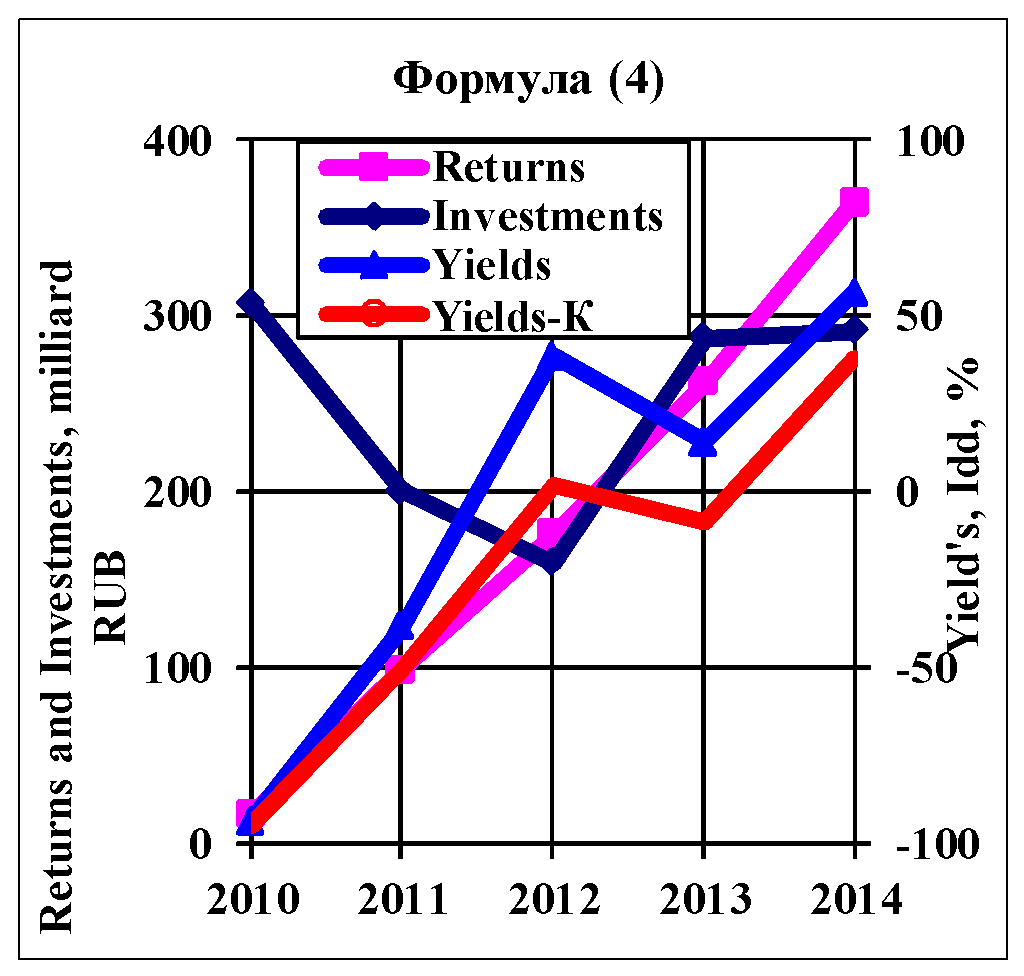 Формула (4)
400
300
200
100
0
100
50
0
-50
-100
Returns
Investments
Yields
Yields-К
2010 2011 2012 2013 2014
Returns and Investments, milliard
RUB
Yield's, Idd, %